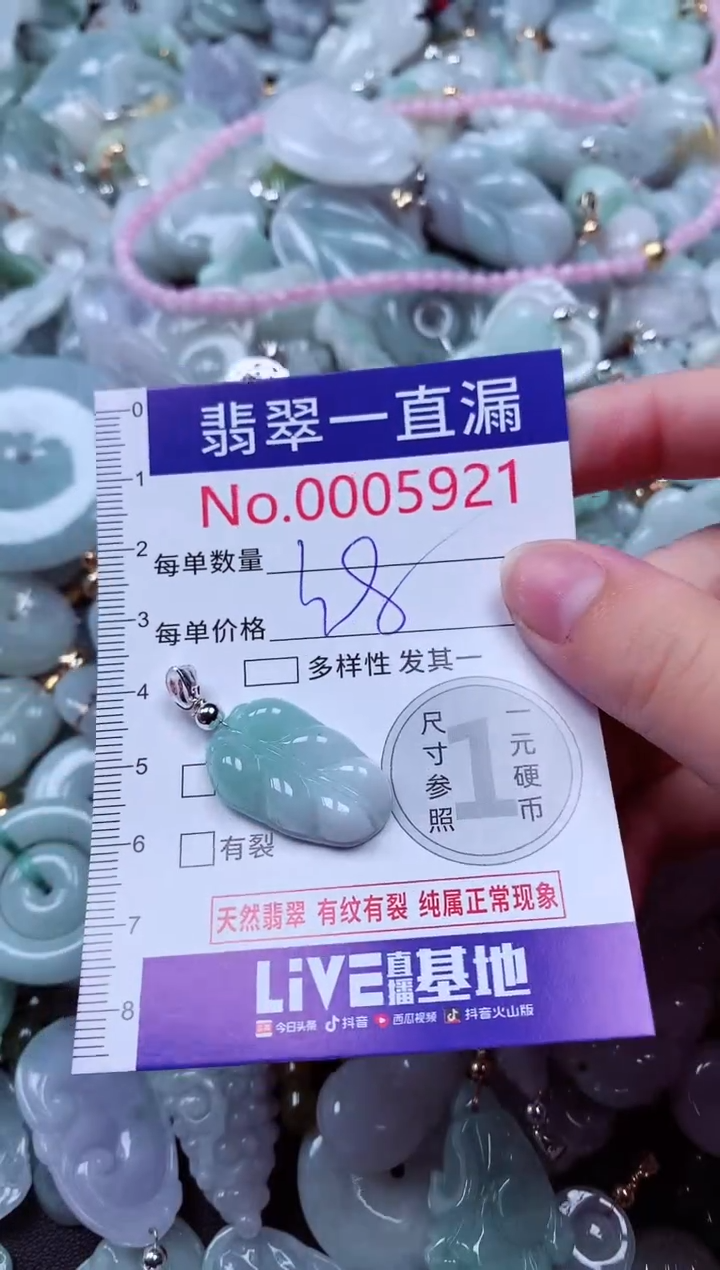 0
翡翠一直漏
1
No.0005921
2
每单数量
3
每单价格
多样性 发其一
4
尺寸参照
1
一元硬币
5
6
有裂
天然翡翠 有纹有裂 纯属正常现象
7
LiVE直播基地
8
今日头条 抖音 西瓜视频 抖音火山版